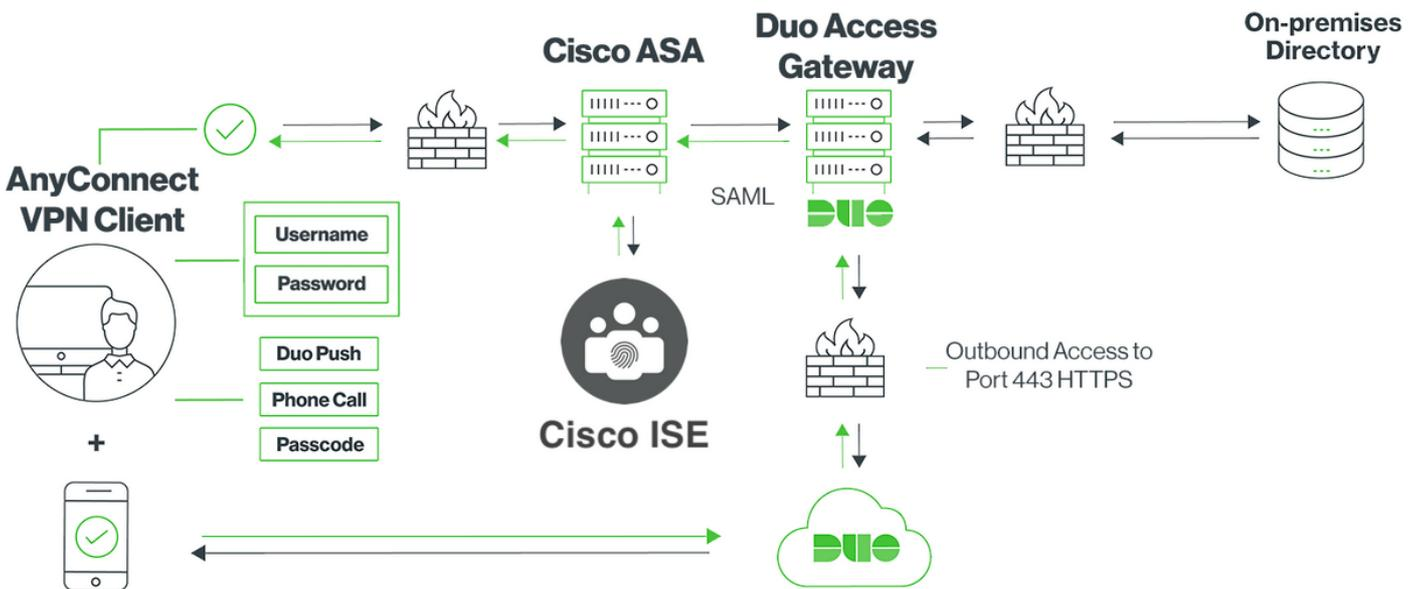 Cisco ASA
Duo Access
Gateway
On-premises
Directory
AnyConnect
VPN Client
SAML
DUO
Username
Password
Duo Push
Phone Call
Passcode
Cisco ISE
Outbound Access to
Port 443 HTTPS
+
DUO